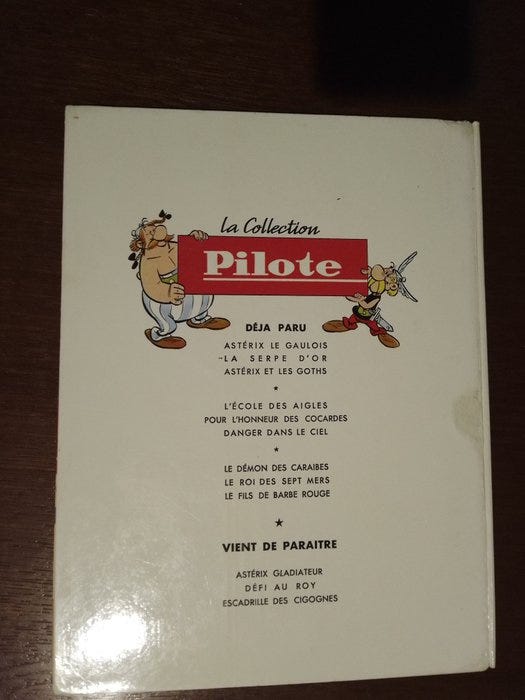 la Collection
Pilote
DÉJA PARU
ASTÉRIX LE GAULOIS
LA SERPE D'OR
ASTÉRIX ET LES GOTHS
L'ÉCOLE DES AIGLES
POUR L'HONNEUR DES COCARDES
DANGER DANS LE CIEL
LE DÉMON DES CARAIBES
LE ROI DES SEPT MERS
LE FILS DE BARBE ROUGE
VIENT DE PARAITRE
ASTÉRIX GLADIATEUR
DÉFI AU ROY
ESCADRILLE DES CIGOGNES